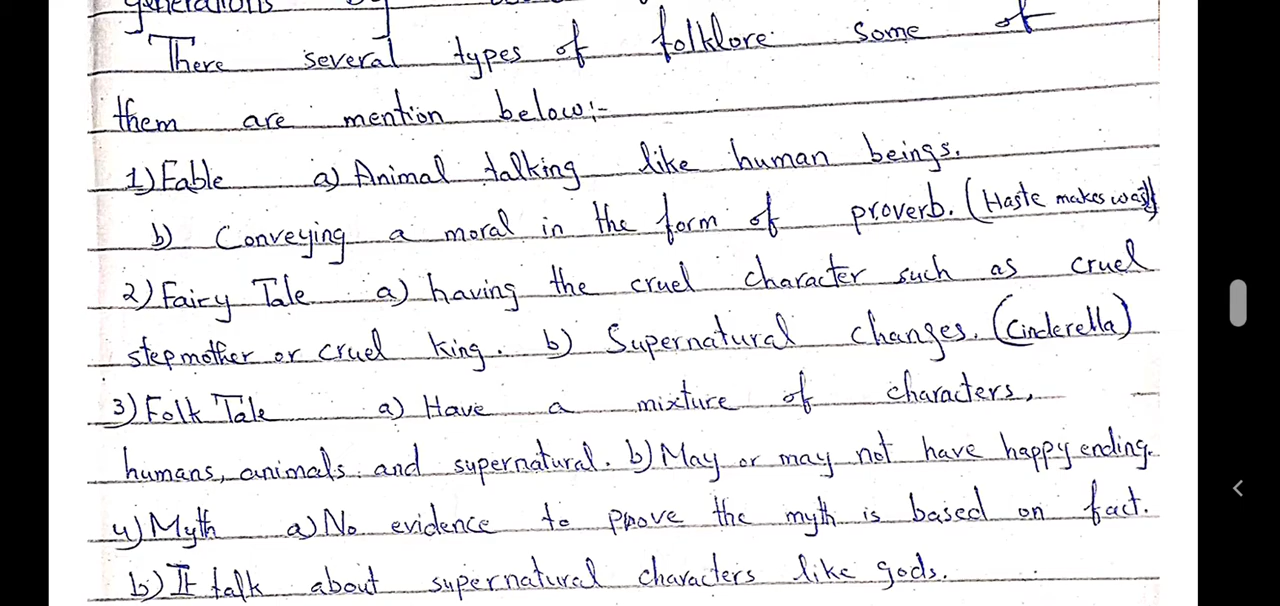 generations
There several types of folklore. Some of
them are mention below:-
1) Fable a) Animal talking like human beings.
b) Conveying a moral in the form of proverb. (Haste makes waste)
2) Fairy Tale a) having the cruel character such as cruel
stepmother or cruel king. b) Supernatural changes. (Cinderella)
3) Folk Tale a) Have a mixture of characters,
humans, animals and supernatural. b) May or may not have happy ending.
4) Myth a) No evidence to prove the myth is based on fact.
b) It talk about supernatural characters like gods.